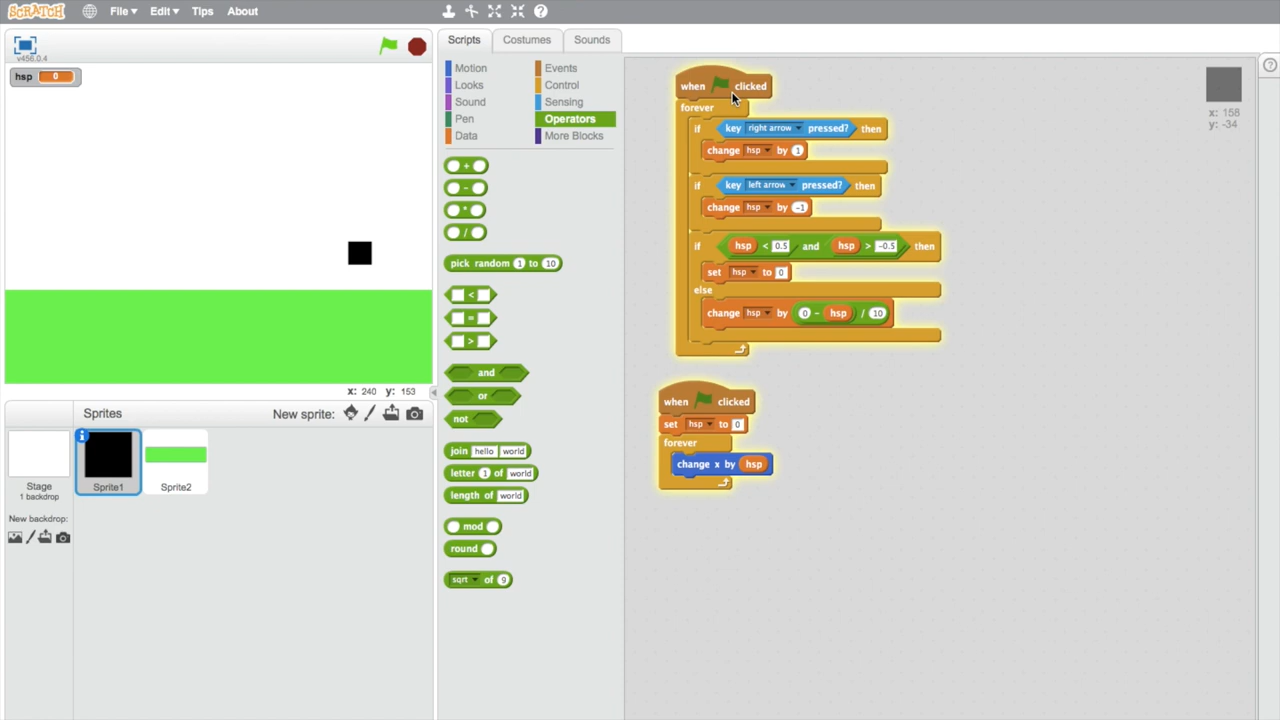 SCRATCH File Edit Tips About
v456.0.4
hsp 0
x: 240 y: 153
Sprites New sprite:
Stage
1 backdrop
New backdrop:
Sprite1
Sprite2
Scripts Costumes Sounds
Motion Events
Looks Control
Sound Sensing
Pen Operators
Data More Blocks
+
-
*
/
pick random 1 to 10
<
=
>
and
or
not
join hello world
letter 1 of world
length of world
mod
round
sqrt of 9
when clicked
forever
if key right arrow pressed? then
change hsp by 1
if key left arrow pressed? then
change hsp by -1
if hsp < 0.5 and hsp > -0.5 then
set hsp to 0
else
change hsp by 0 - hsp / 10
when clicked
set hsp to 0
forever
change x by hsp
x: 158
y: -34